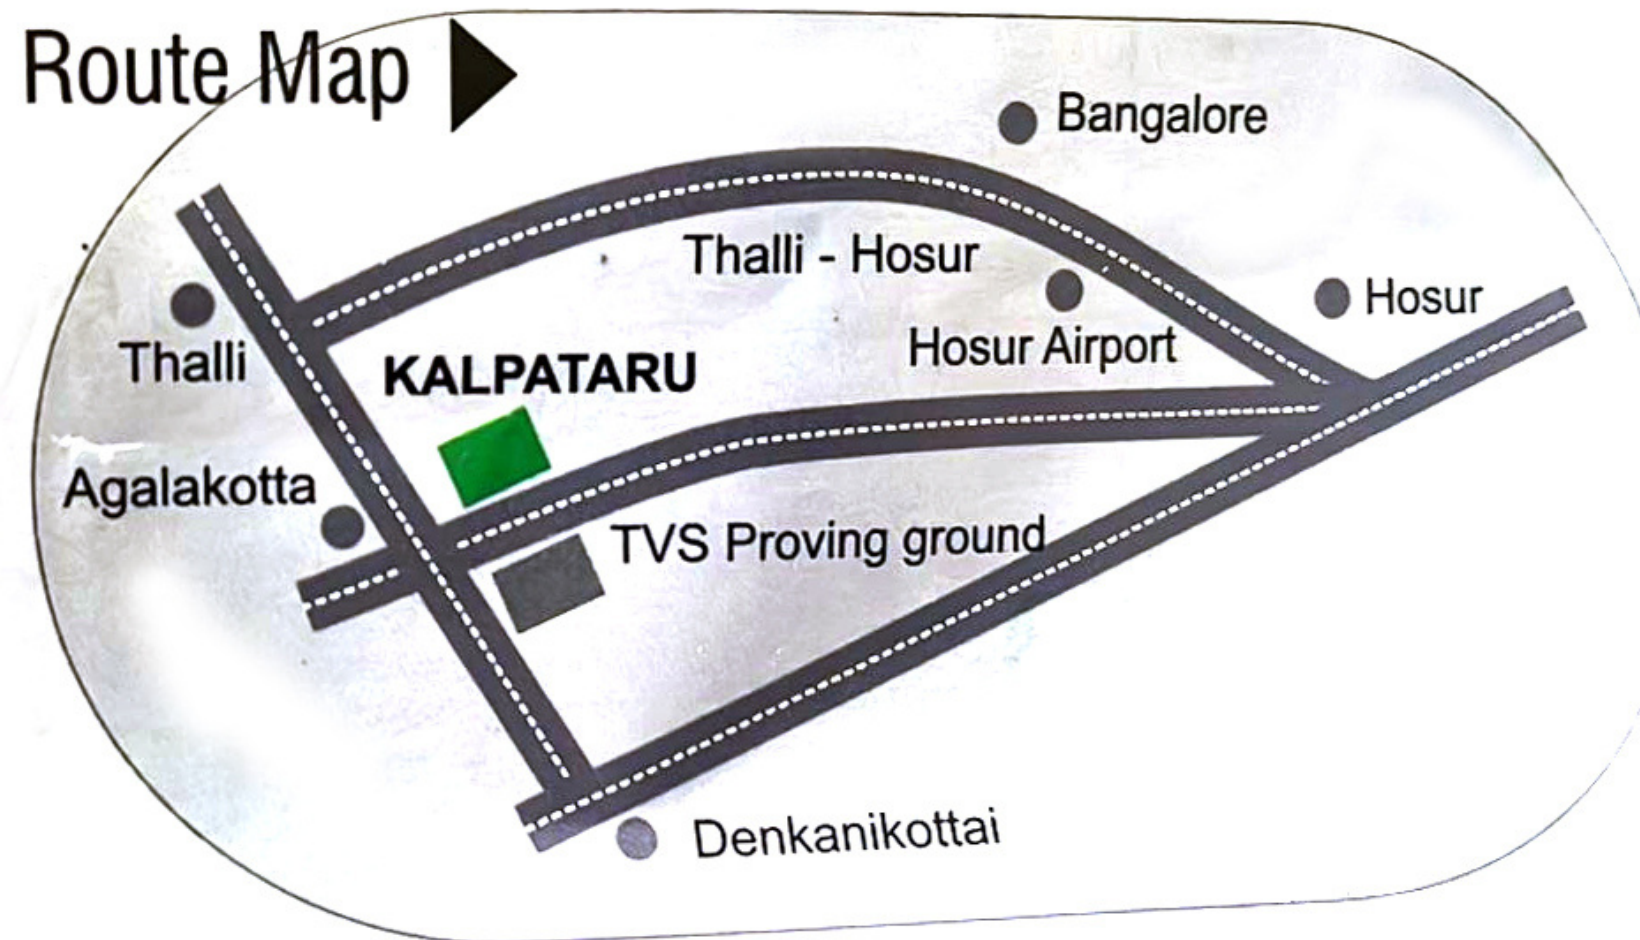 Route Map
Bangalore
Thalli - Hosur
Hosur
Hosur Airport
Thalli
KALPATARU
Agalakotta
TVS Proving ground
Denkanikottai